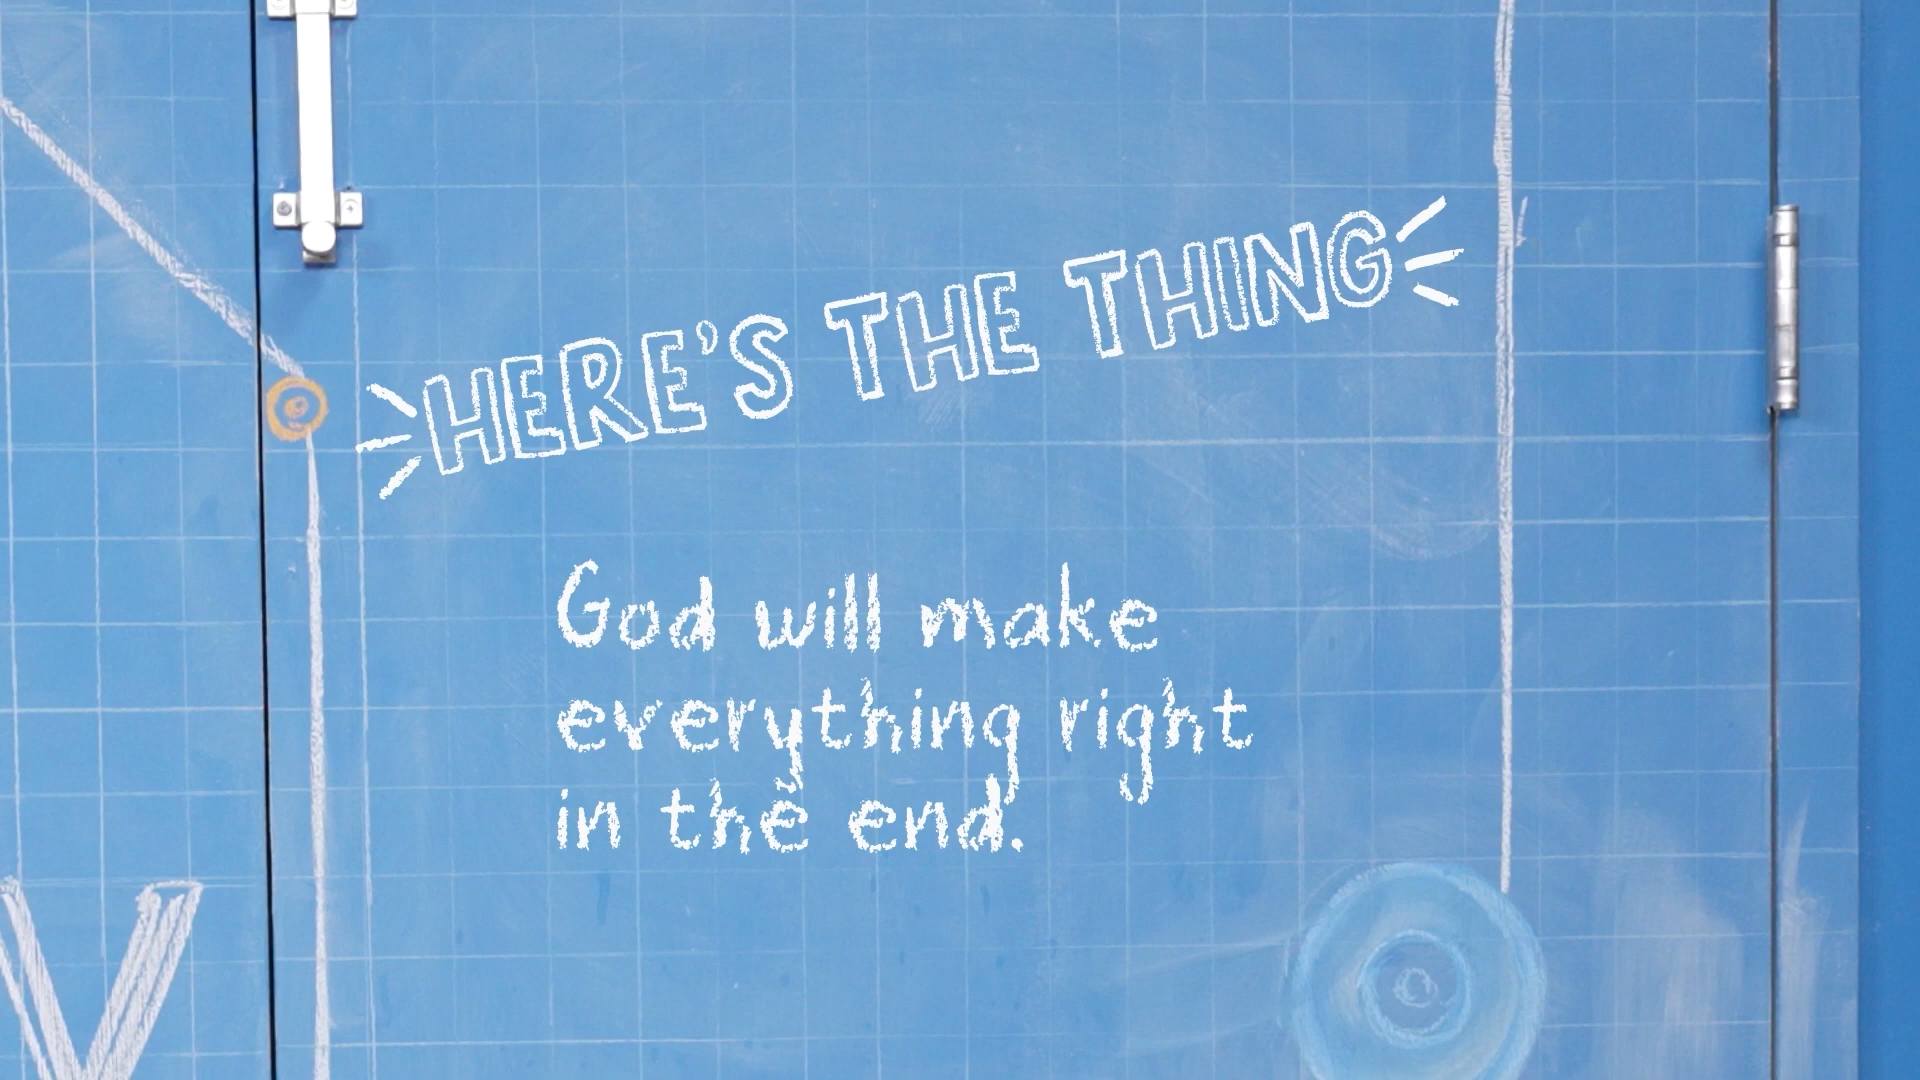 HERE'S THE THING
God will make
everything right
in the end.
V